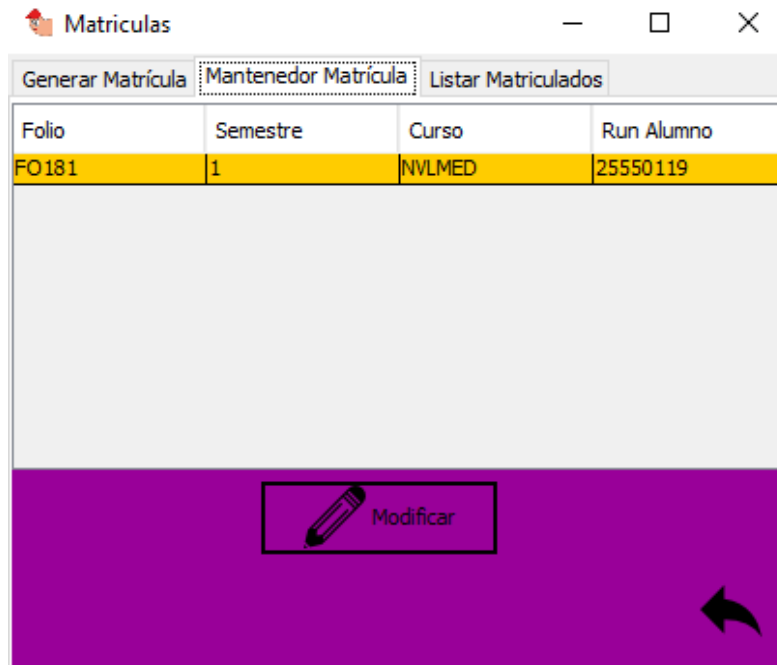 Matriculas
Generar Matrícula Mantenedor Matrícula Listar Matriculados
Folio Semestre Curso Run Alumno
FO181 1 NVLMED 25550119
Modificar